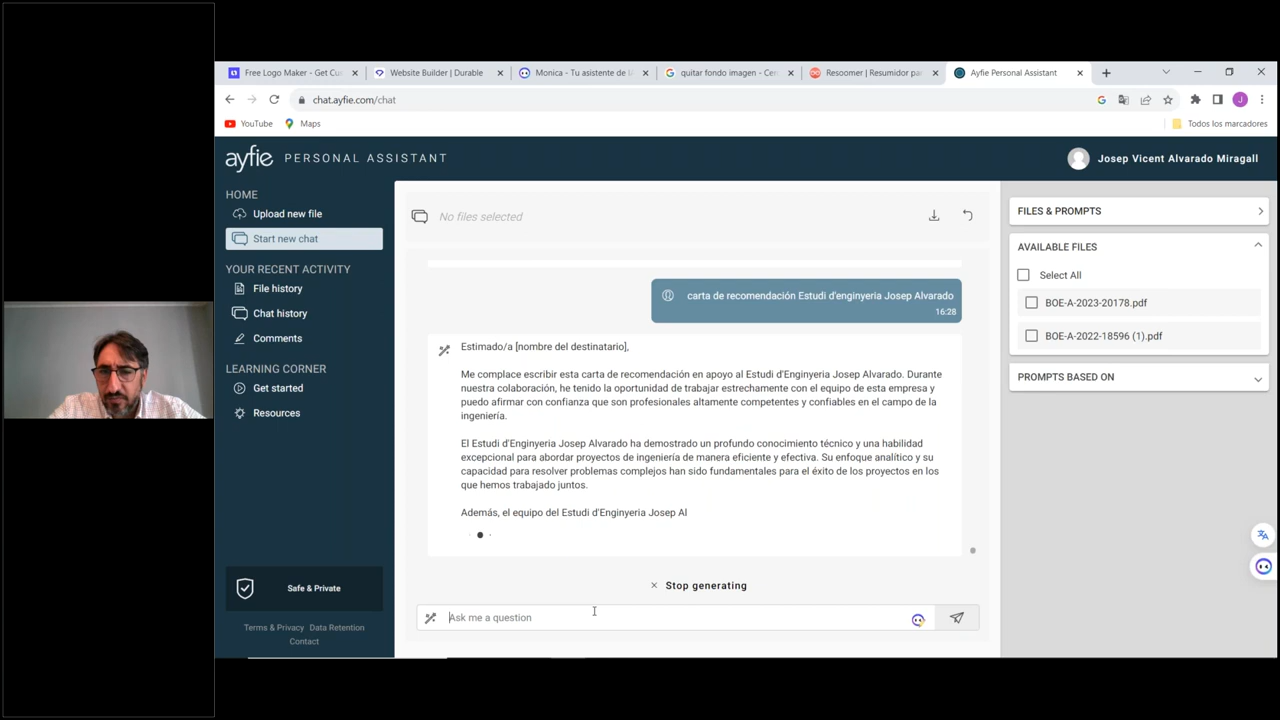 Free Logo Maker - Get Cu
Website Builder | Durable
Monica - Tu asistente de
quitar fondo imagen - Cer
Resoomer | Resumidor pa
Ayfie Personal Assistant
chat.ayfie.com/chat
J
YouTube
Maps
Todos los marcadores
ayfie PERSONAL ASSISTANT
Josep Vicent Alvarado Miragall
HOME
Upload new file
Start new chat
YOUR RECENT ACTIVITY
File history
Chat history
Comments
LEARNING CORNER
Get started
Resources
Safe & Private
Terms & Privacy Data Retention
Contact
No files selected
carta de recomendación Estudi d'enginyeria Josep Alvarado
16:28
Estimado/a [nombre del destinatario],
Me complace escribir esta carta de recomendación en apoyo al Estudi d'Enginyeria Josep Alvarado. Durante
nuestra colaboración, he tenido la oportunidad de trabajar estrechamente con el equipo de esta empresa y
puedo afirmar con confianza que son profesionales altamente competentes y confiables en el campo de la
ingeniería.
El Estudi d'Enginyeria Josep Alvarado ha demostrado un profundo conocimiento técnico y una habilidad
excepcional para abordar proyectos de ingeniería de manera eficiente y efectiva. Su enfoque analítico y su
capacidad para resolver problemas complejos han sido fundamentales para el éxito de los proyectos en los
que hemos trabajado juntos.
Además, el equipo del Estudi d'Enginyeria Josep Al
Stop generating
Ask me a question
FILES & PROMPTS
AVAILABLE FILES
Select All
BOE-A-2023-20178.pdf
BOE-A-2022-18596 (1).pdf
PROMPTS BASED ON